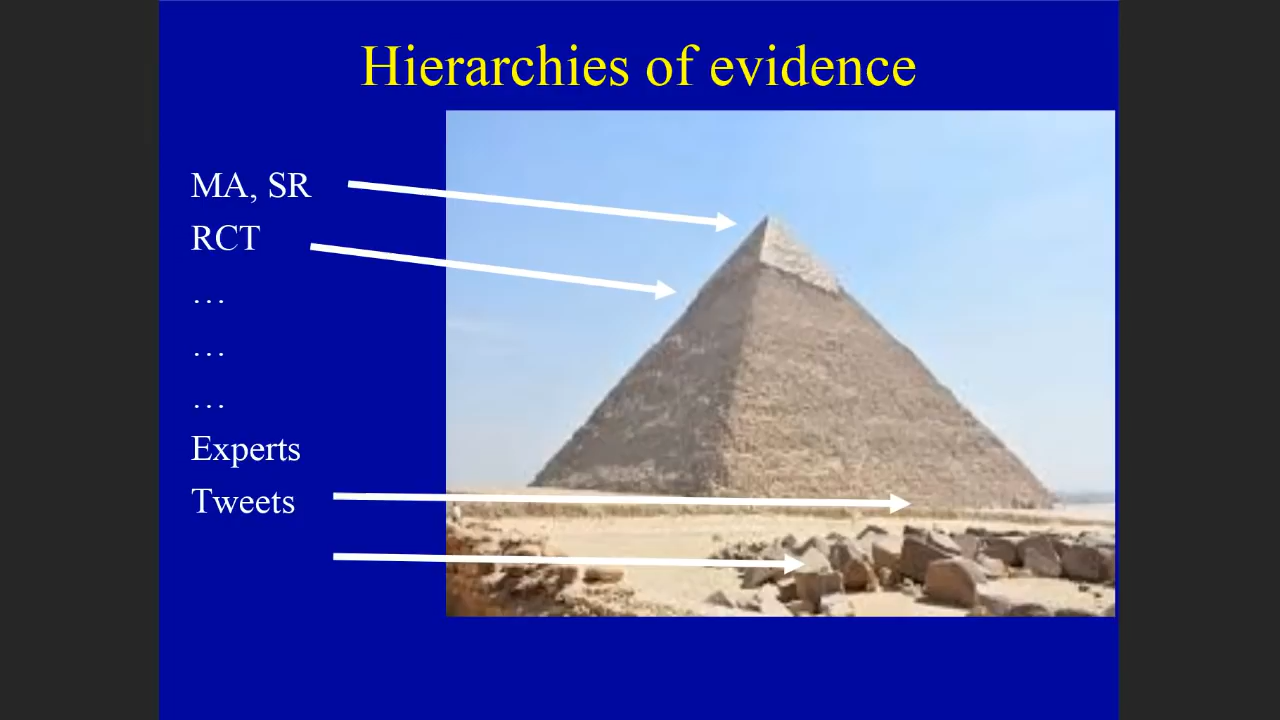 Hierarchies of evidence
MA, SR
RCT
…
…
…
Experts
Tweets